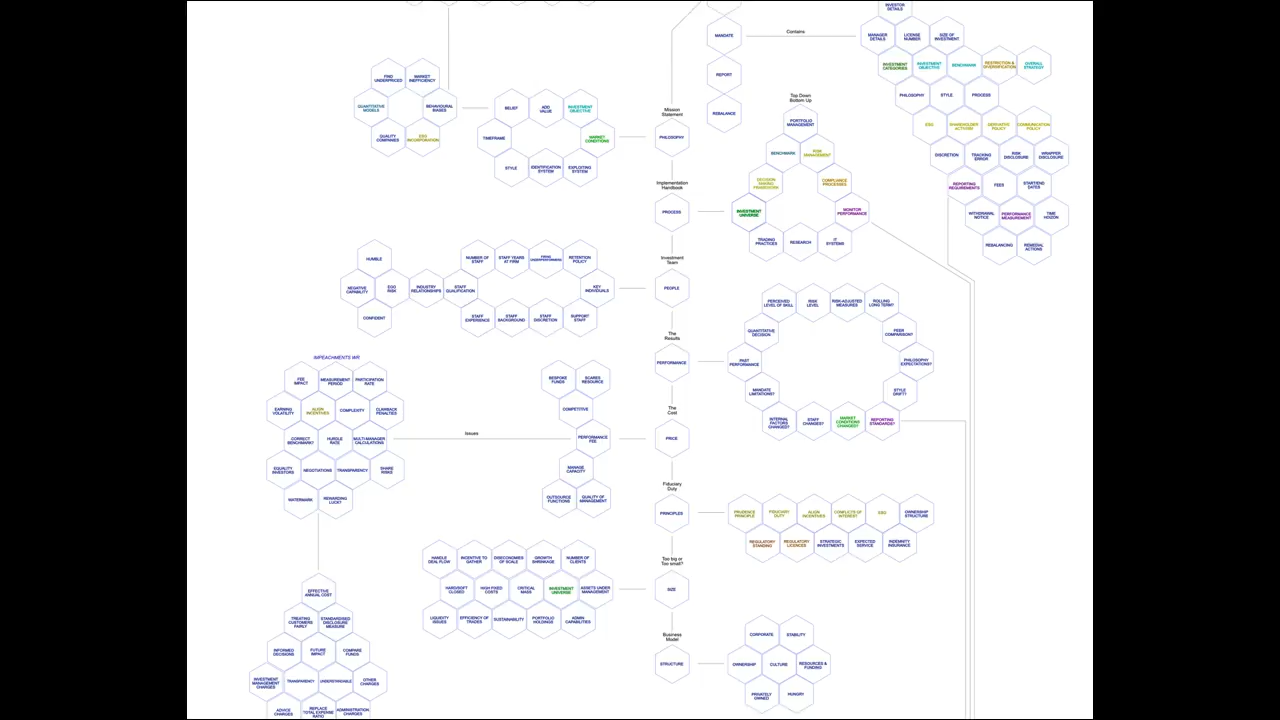 INVESTOR
DETAILS
MANAGER
DETAILS
LICENSE
NUMBER
SIZE OF
INVESTMENT
MANDATE
Contains
INVESTMENT
CATEGORIES
INVESTMENT
OBJECTIVE
BENCHMARK
RESTRICTION &
DIVERSIFICATION
OVERALL
STRATEGY
REPORT
PHILOSOPHY
STYLE
PROCESS
REBALANCE
ESG
SHAREHOLDER
ACTIVISM
DERIVATIVE
POLICY
COMMUNICATION
POLICY
DISCRETION
TRACKING
ERROR
RISK
DISCLOSURE
WRAPPER
DISCLOSURE
REPORTING
REQUIREMENTS
FEES
START/END
DATES
WITHDRAWAL
NOTICE
PERFORMANCE
MEASUREMENT
TIME
HOIZON
REBALANCING
REMEDIAL
ACTIONS
FIND
UNDERPRICED
MARKET
INEFFICIENCY
QUANTITATIVE
MODELS
BEHAVIOURAL
BIASES
QUALITY
COMPANIES
ESG
INCORPORATION
BELIEF
ADD
VALUE
INVESTMENT
OBJECTIVE
TIMEFRAME
MARKET
CONDITIONS
STYLE
IDENTIFICATION
SYSTEM
EXPLOITING
SYSTEM
Mission
Statement
PHILOSOPHY
Top Down
Bottom Up
PORTFOLIO
MANAGEMENT
BENCHMARK
RISK
MANAGEMENT
DECISION
MAKING
FRAMEWORK
COMPLIANCE
PROCESSES
INVESTMENT
UNIVERSE
MONITOR
PERFORMANCE
TRADING
PRACTICES
RESEARCH
IT
SYSTEMS
Implementation
Handbook
PROCESS
Investment
Team
PEOPLE
HUMBLE
NEGATIVE
CAPABILITY
EGO
RISK
INDUSTRY
RELATIONSHIPS
STAFF
QUALIFICATION
CONFIDENT
NUMBER OF
STAFF
STAFF YEARS
AT FIRM
FIRING
UNDERPERFORMERS
RETENTION
POLICY
KEY
INDIVIDUALS
STAFF
EXPERIENCE
STAFF
BACKGROUND
STAFF
DISCRETION
SUPPORT
STAFF
PERCEIVED
LEVEL OF SKILL
RISK
LEVEL
RISK-ADJUSTED
MEASURES
ROLLING
LONG TERM?
QUANTITATIVE
DECISION
PEER
COMPARISON?
PAST
PERFORMANCE
PHILOSOPHY
EXPECTATIONS?
MANDATE
LIMITATIONS?
STYLE
DRIFT?
INTERNAL
FACTORS
CHANGED?
STAFF
CHANGES?
MARKET
CONDITIONS
CHANGED?
REPORTING
STANDARDS?
The
Results
PERFORMANCE
The
Cost
PRICE
IMPEACHMENTS WR
FEE
IMPACT
MEASUREMENT
PERIOD
PARTICIPATION
RATE
EARNING
VOLATILITY
ALIGN
INCENTIVES
COMPLEXITY
CLAWBACK
PENALTIES
CORRECT
BENCHMARK?
HURDLE
RATE
MULTI-MANAGER
CALCULATIONS
EQUALITY
INVESTORS
NEGOTIATIONS
TRANSPARENCY
SHARE
RISKS
WATERMARK
REWARDING
LUCK?
Issues
BESPOKE
FUNDS
SCARES
RESOURCE
COMPETITIVE
PERFORMANCE
FEE
MANAGE
CAPACITY
OUTSOURCE
FUNCTIONS
QUALITY OF
MANAGEMENT
Fiduciary
Duty
PRINCIPLES
PRUDENCE
PRINCIPLE
FIDUCIARY
DUTY
ALIGN
INCENTIVES
CONFLICTS OF
INTEREST?
ESG
OWNERSHIP
STRUCTURE
REGULATORY
STANDING
REGULATORY
LICENCES
STRATEGIC
INVESTMENTS
EXPECTED
SERVICE
INDEMNITY
INSURANCE
Too big or
Too small?
SIZE
HANDLE
DEAL FLOW
INCENTIVE TO
GATHER
DISECONOMIES
OF SCALE
GROWTH
SHRINKAGE
NUMBER OF
CLIENTS
HARD/SOFT
CLOSED
HIGH FIXED
COSTS
CRITICAL
MASS
INVESTMENT
UNIVERSE
ASSETS UNDER
MANAGEMENT
LIQUIDITY
ISSUES
EFFICIENCY OF
TRADES
SUSTAINABILITY
PORTFOLIO
HOLDINGS
ADMIN
CAPABILITIES
Business
Model
STRUCTURE
CORPORATE
STABILITY
OWNERSHIP
CULTURE
RESOURCES &
FUNDING
PRIVATELY
OWNED
HUNGRY
EFFECTIVE
ANNUAL COST
TREATING
CUSTOMERS
FAIRLY
STANDARDISED
DISCLOSURE
MEASURE
INFORMED
DECISIONS
FUTURE
IMPACT
COMPARE
FUNDS
INVESTMENT
MANAGEMENT
CHARGES
TRANSPARENCY
UNDERSTANDABLE
OTHER
CHARGES
ADVICE
CHARGES
REPLACE
TOTAL EXPENSE
RATIO
ADMINISTRATION
CHARGES